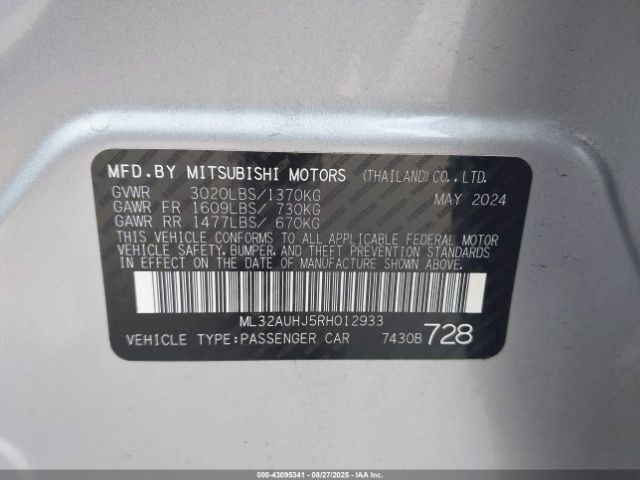 MFD.BY MITSUBISHI MOTORS (THAILAND) CO.,LTD.
GVWR 3020LBS/1370KG MAY 2024
GAWR FR 1609LBS/ 730KG
GAWR RR 1477LBS/ 670KG
THIS VEHICLE CONFORMS TO ALL APPLICABLE FEDERAL MOTOR
VEHICLE SAFETY, BUMPER, AND THEFT PREVENTION STANDARDS
IN EFFECT ON THE DATE OF MANUFACTURE SHOWN ABOVE.
ML32AUHJ5RH012933
VEHICLE TYPE:PASSENGER CAR 7430B 728
000-43095341 - 08/27/2025 - IAAI.COM